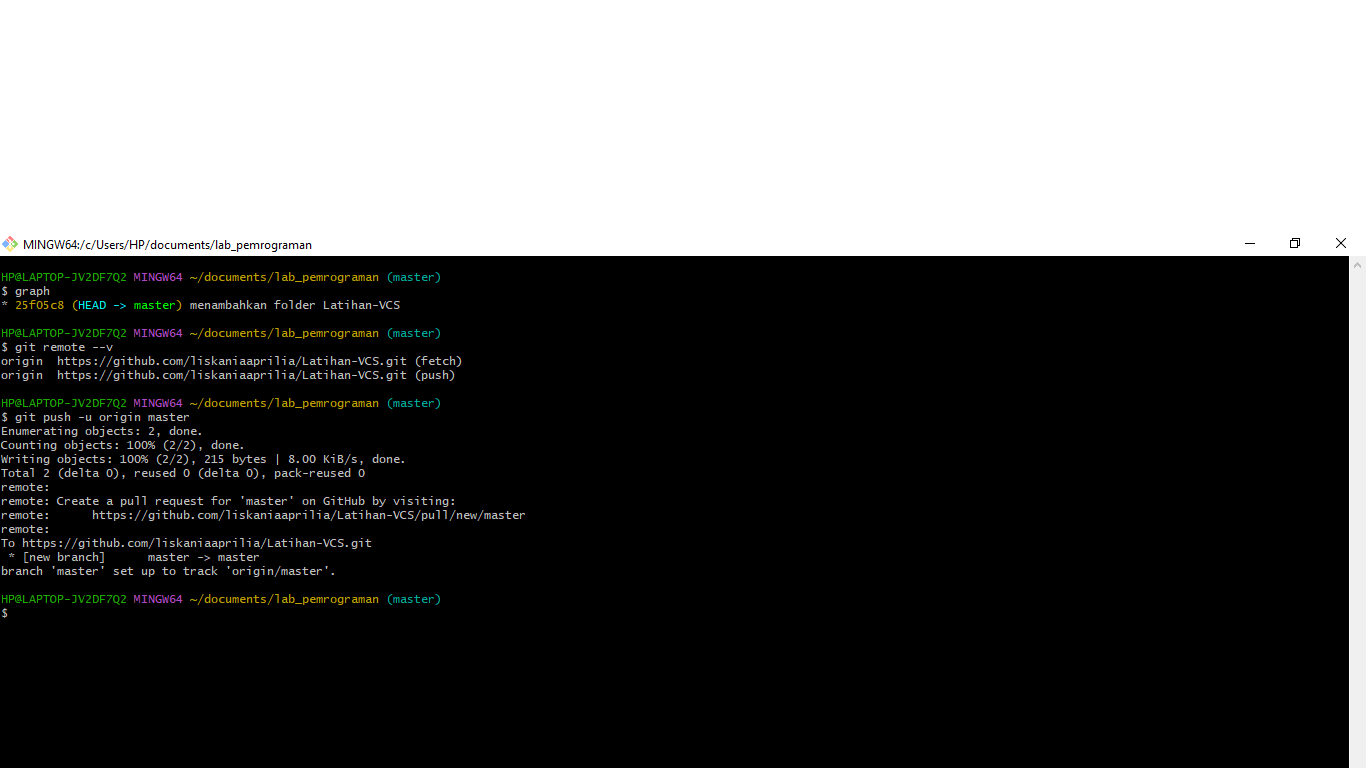 MINGW64:/c/Users/HP/documents/lab_pemrograman
HP@LAPTOP-JV2DF7Q2 MINGW64 ~/documents/lab_pemrograman (master)
$ graph
* 25f05c8 (HEAD -> master) menambahkan folder Latihan-VCS
HP@LAPTOP-JV2DF7Q2 MINGW64 ~/documents/lab_pemrograman (master)
$ git remote --v
origin  https://github.com/liskaniaaprilia/Latihan-VCS.git (fetch)
origin  https://github.com/liskaniaaprilia/Latihan-VCS.git (push)
HP@LAPTOP-JV2DF7Q2 MINGW64 ~/documents/lab_pemrograman (master)
$ git push -u origin master
Enumerating objects: 2, done.
Counting objects: 100% (2/2), done.
Writing objects: 100% (2/2), 215 bytes | 8.00 KiB/s, done.
Total 2 (delta 0), reused 0 (delta 0), pack-reused 0
remote:
remote: Create a pull request for 'master' on GitHub by visiting:
remote:      https://github.com/liskaniaaprilia/Latihan-VCS/pull/new/master
remote:
To https://github.com/liskaniaaprilia/Latihan-VCS.git
 * [new branch]      master -> master
branch 'master' set up to track 'origin/master'.
HP@LAPTOP-JV2DF7Q2 MINGW64 ~/documents/lab_pemrograman (master)
$